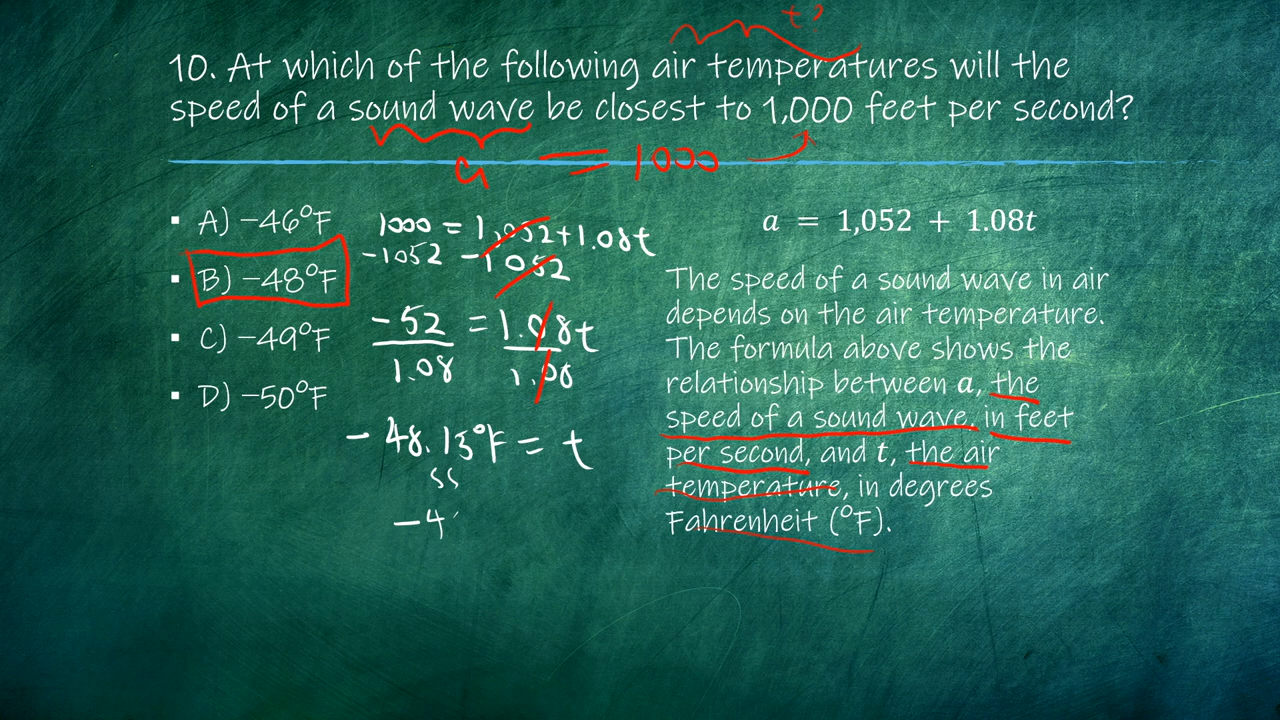 t?
10. At which of the following air temperatures will the
speed of a sound wave be closest to 1,000 feet per second?
a = 1000
A) −46°F
B) −48°F
C) −49°F
D) −50°F
1000 = 1,052+1.08t
−1052 −1052
−52 = 1.08t
1.08 1.08
−48.15°F = t
−4
a = 1,052 + 1.08t
The speed of a sound wave in air
depends on the air temperature.
The formula above shows the
relationship between a, the
speed of a sound wave, in feet
per second, and t, the air
temperature, in degrees
Fahrenheit (°F).